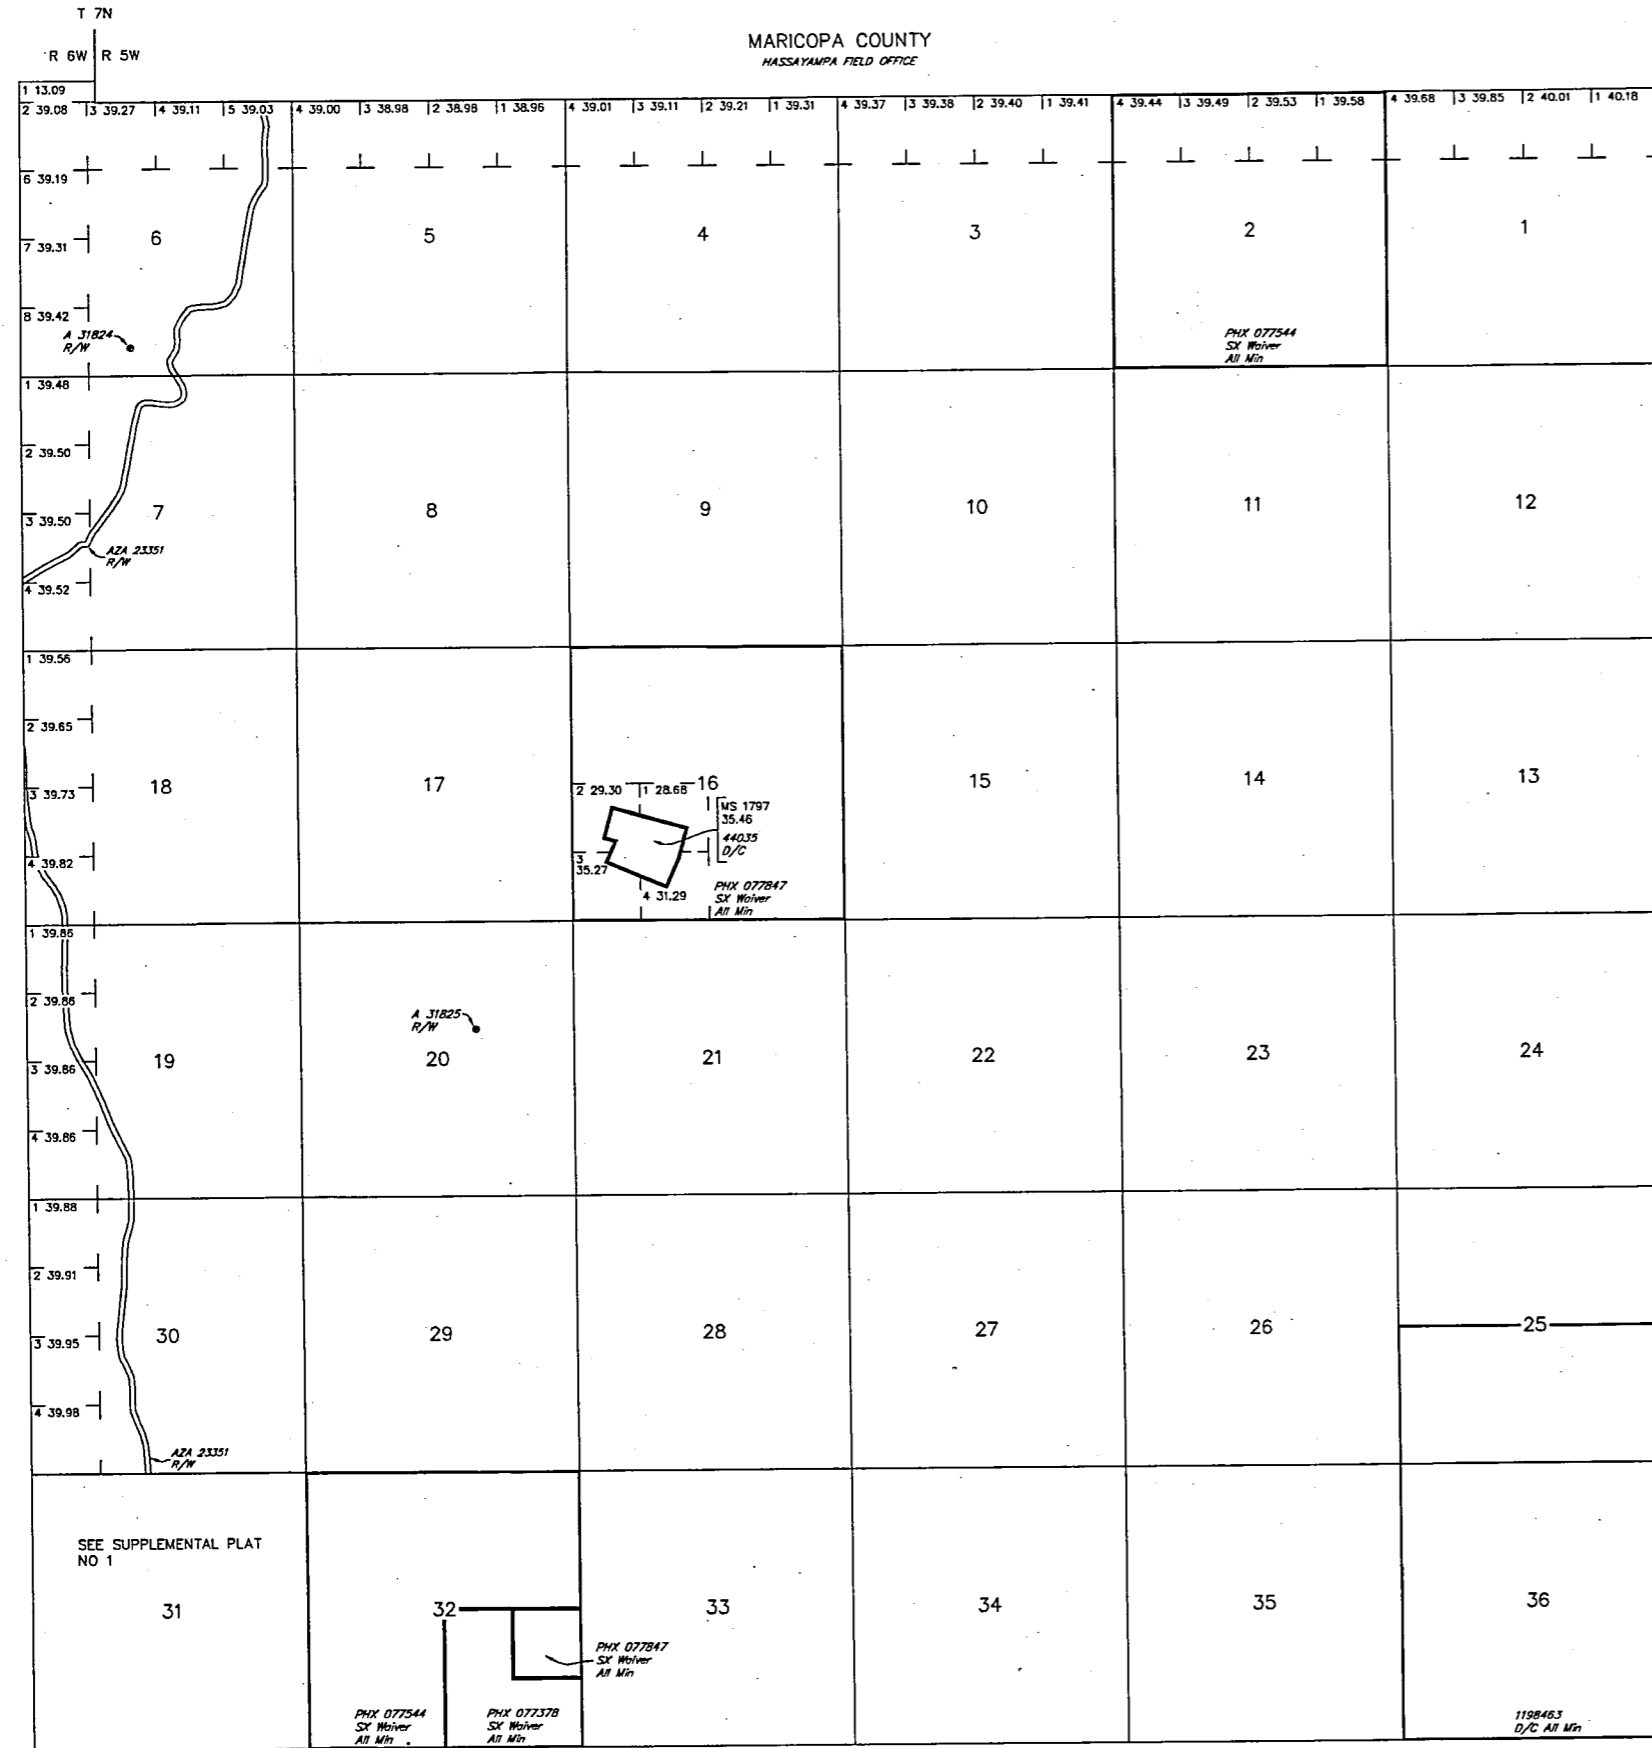 T 7N
R 6W R 5W
MARICOPA COUNTY
HASSAYAMPA FIELD OFFICE
1 13.09
2 39.08 3 39.27 4 39.11 5 39.03 4 39.00 3 38.98 2 38.98 1 38.96 4 39.01 3 39.11 2 39.21 1 39.31 4 39.37 3 39.38 2 39.40 1 39.41 4 39.44 3 39.49 2 39.53 1 39.58 4 39.68 3 39.85 2 40.01 1 40.18
6 39.19
7 39.31
6 5 4 3 2 1
8 39.42
A 31824
R/W
PHX 077544
SX Waiver
All Min
1 39.48
2 39.50
3 39.50
7 8 9 10 11 12
AZA 23351
R/W
4 39.52
1 39.56
2 39.65
3 39.73
18 17 16 15 14 13
2 29.30 1 28.68
MS 1797
35.46
44035
D/C
4 39.82
3
35.27
4 31.29
PHX 077847
SX Waiver
All Min
1 39.85
2 39.86
A 31825
R/W
3 39.86
19 20 21 22 23 24
4 39.86
1 39.88
2 39.91
3 39.95
30 29 28 27 26 25
4 39.98
AZA 23351
R/W
SEE SUPPLEMENTAL PLAT
NO 1
31 32 33 34 35 36
PHX 077847
SX Waiver
All Min
PHX 077544
SX Waiver
All Min
PHX 077378
SX Waiver
All Min
1198463
D/C All Min